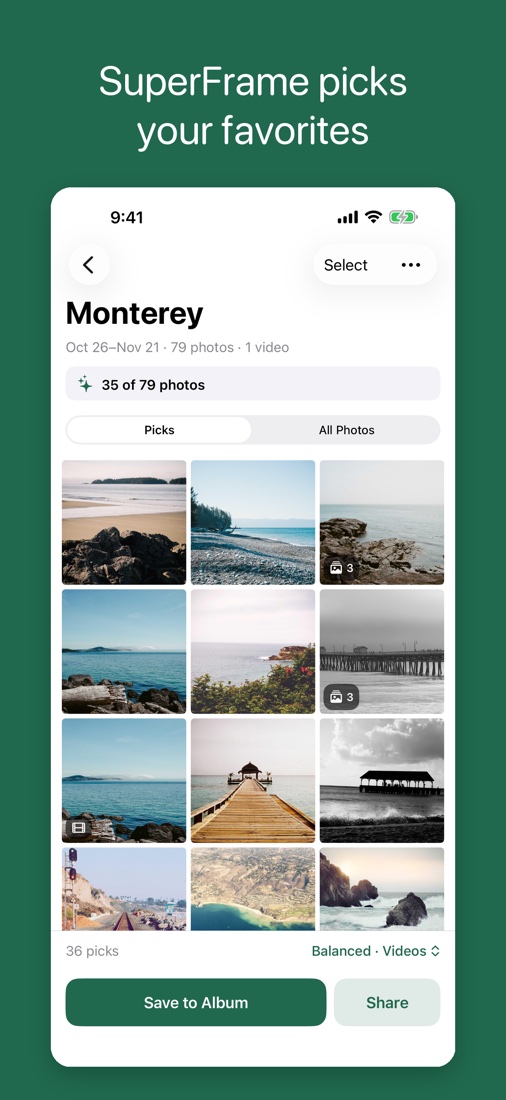 SuperFrame picks
your favorites
9:41
Select
Monterey
Oct 26–Nov 21 · 79 photos · 1 video
35 of 79 photos
Picks
All Photos
3
3
36 picks
Balanced · Videos
Save to Album
Share